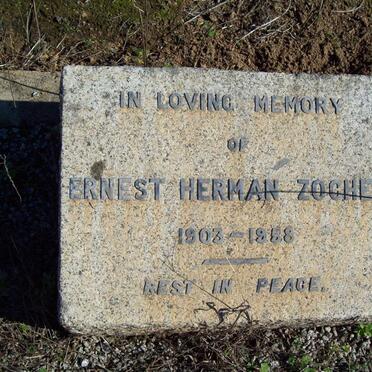 IN LOVING MEMORY
OF
ERNEST HERMAN
1903-1958
REST IN PEACE.